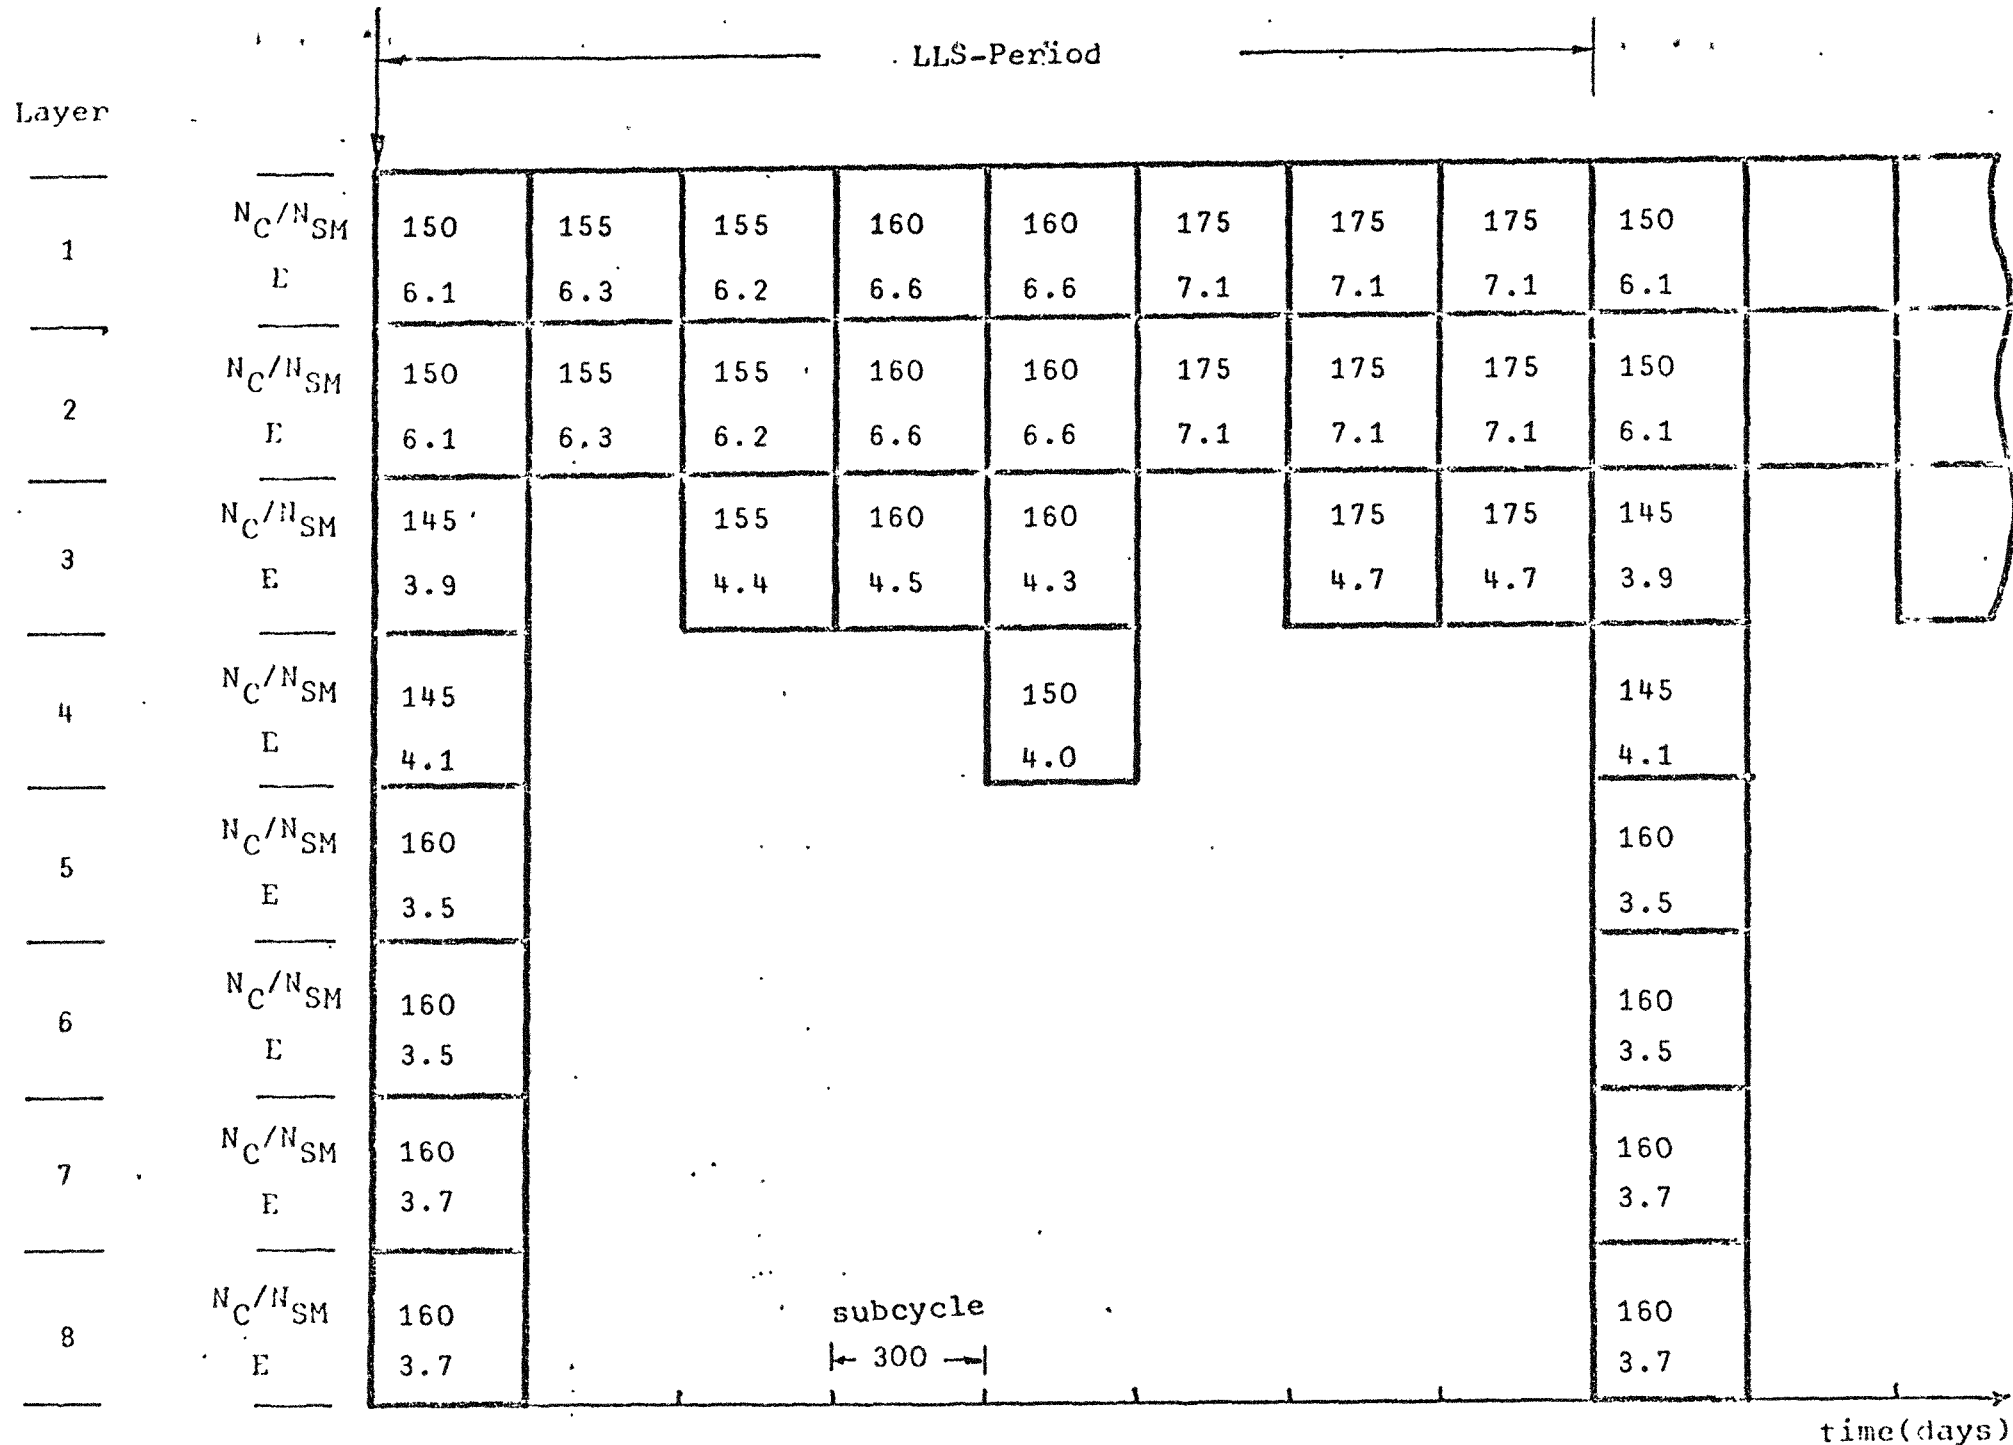 LLS-Period
Layer
N_C/N_SM 150 155 155 160 160 175 175 175 150
1
E 6.1 6.3 6.2 6.6 6.6 7.1 7.1 7.1 6.1
N_C/N_SM 150 155 155 160 160 175 175 175 150
2
E 6.1 6.3 6.2 6.6 6.6 7.1 7.1 7.1 6.1
N_C/N_SM 145 155 160 160 175 175 145
3
E 3.9 4.4 4.5 4.3 4.7 4.7 3.9
N_C/N_SM 145 150 145
4
E 4.1 4.0 4.1
N_C/N_SM 160 160
5
E 3.5 3.5
N_C/N_SM 160 160
6
E 3.5 3.5
N_C/N_SM 160 160
7
E 3.7 3.7
N_C/N_SM 160 160
8
E 3.7 3.7
subcycle
300
time(days)